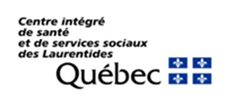 Centre intégré
de santé
et de services sociaux
des Laurentides
Québec